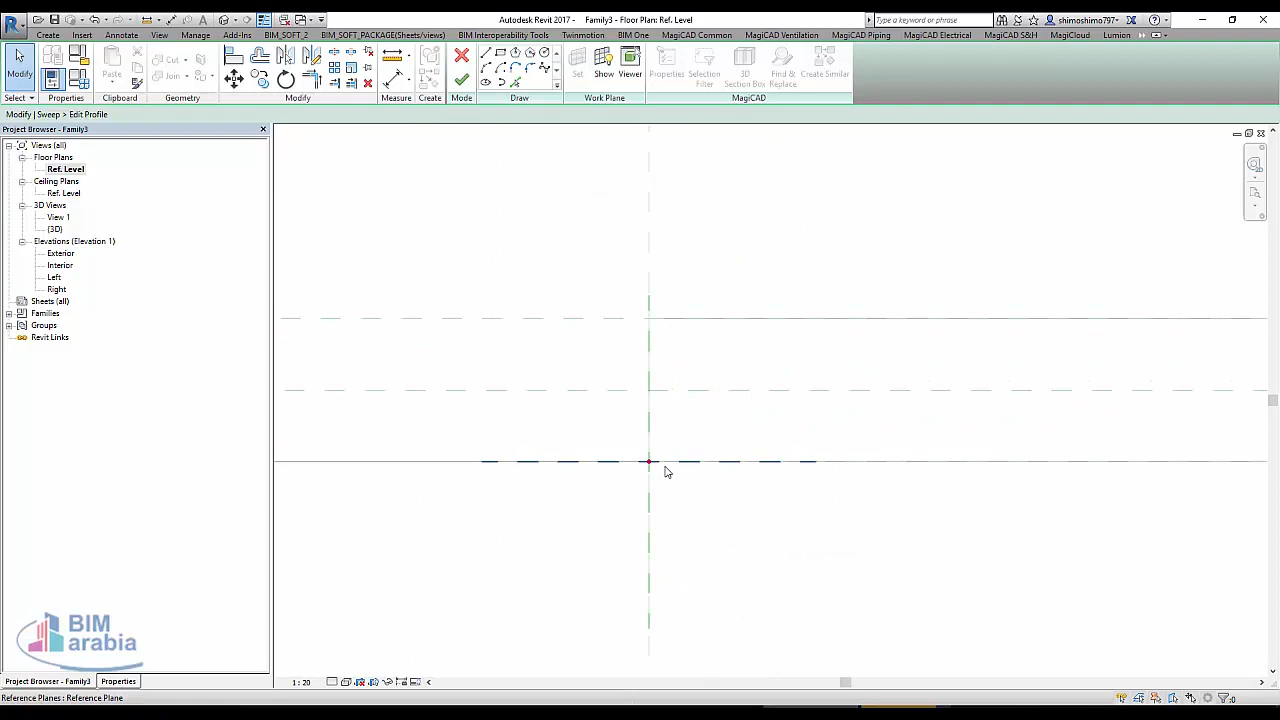 Autodesk Revit 2017 - Family3 - Floor Plan: Ref. Level
Type a keyword or phrase
shimoshimo797
Create Insert Annotate View Manage Add-Ins BIM_SOFT_2 BIM_SOFT_PACKAGE(Sheets/views) BIM Interoperability Tools Twinmotion BIM One MagiCAD Common MagiCAD Ventilation MagiCAD Piping MagiCAD Electrical MagiCAD S&H MagiCloud Lumion
Modify
Paste
Cut
Join
Set Show Viewer
Properties Selection Filter 3D Section Box Find & Replace Create Similar
Select Properties Clipboard Geometry Modify Measure Create Mode Draw Work Plane MagiCAD
Modify | Sweep > Edit Profile
Project Browser - Family3
Views (all)
Floor Plans
Ref. Level
Ceiling Plans
Ref. Level
3D Views
View 1
{3D}
Elevations (Elevation 1)
Exterior
Interior
Left
Right
Sheets (all)
Families
Groups
Revit Links
BIM
arabia
Project Browser - Family3 Properties
1 : 20
Reference Planes : Reference Plane
:0